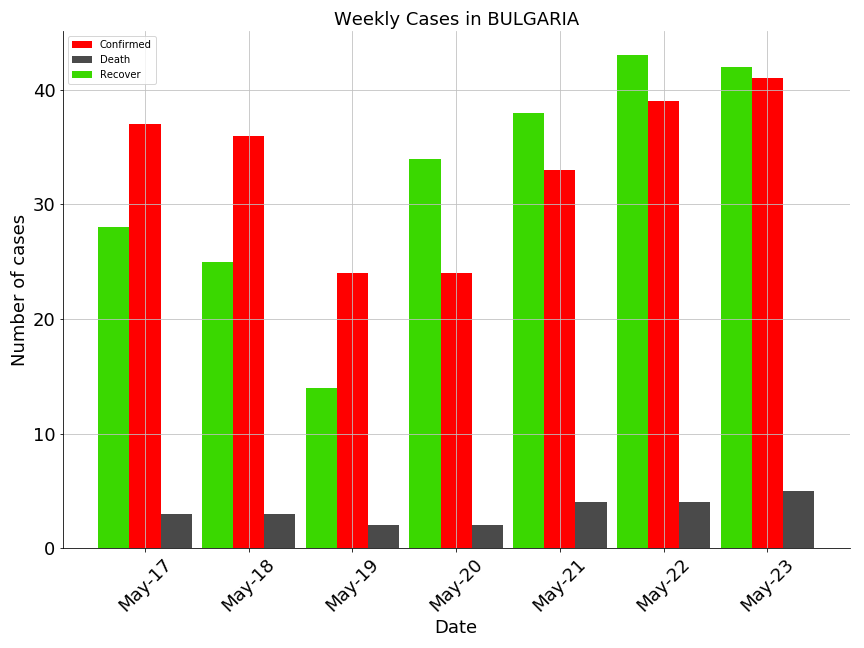 Weekly Cases in BULGARIA
Confirmed
Death
Recover
Number of cases
40
30
20
10
0
May-17
May-18
May-19
May-20
May-21
May-22
May-23
Date